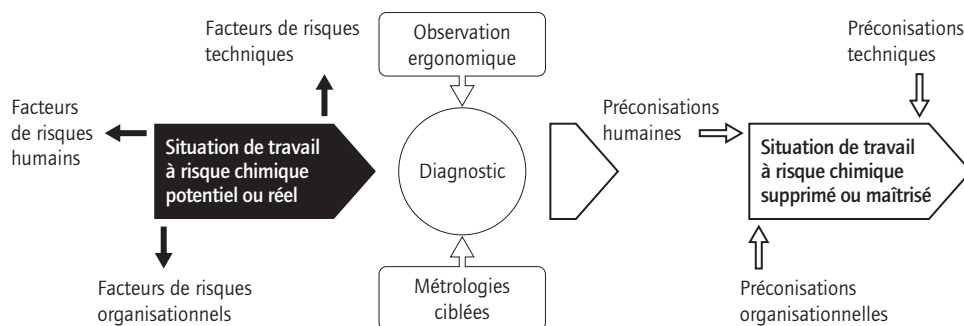 Facteurs de risques
techniques
Observation
ergonomique
Préconisations
techniques
Facteurs
de risques
humains
Situation de travail
à risque chimique
potentiel ou réel
Diagnostic
Préconisations
humaines
Situation de travail
à risque chimique
supprimé ou maîtrisé
Facteurs de risques
organisationnels
Métrologies
ciblées
Préconisations
organisationnelles